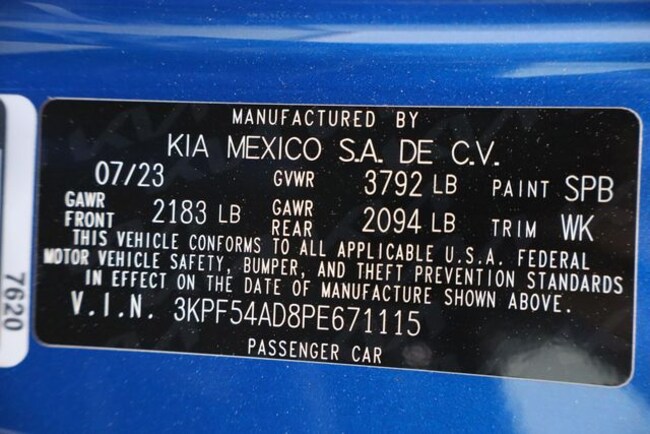 MANUFACTURED BY
KIA MEXICO S.A. DE C.V.
07/23 GVWR 3792 LB PAINT SPB
GAWR FRONT 2183 LB GAWR REAR 2094 LB TRIM WK
THIS VEHICLE CONFORMS TO ALL APPLICABLE U.S.A. FEDERAL
MOTOR VEHICLE SAFETY, BUMPER, AND THEFT PREVENTION STANDARDS
IN EFFECT ON THE DATE OF MANUFACTURE SHOWN ABOVE.
V.I.N. 3KPF54AD8PE671115
PASSENGER CAR
7620